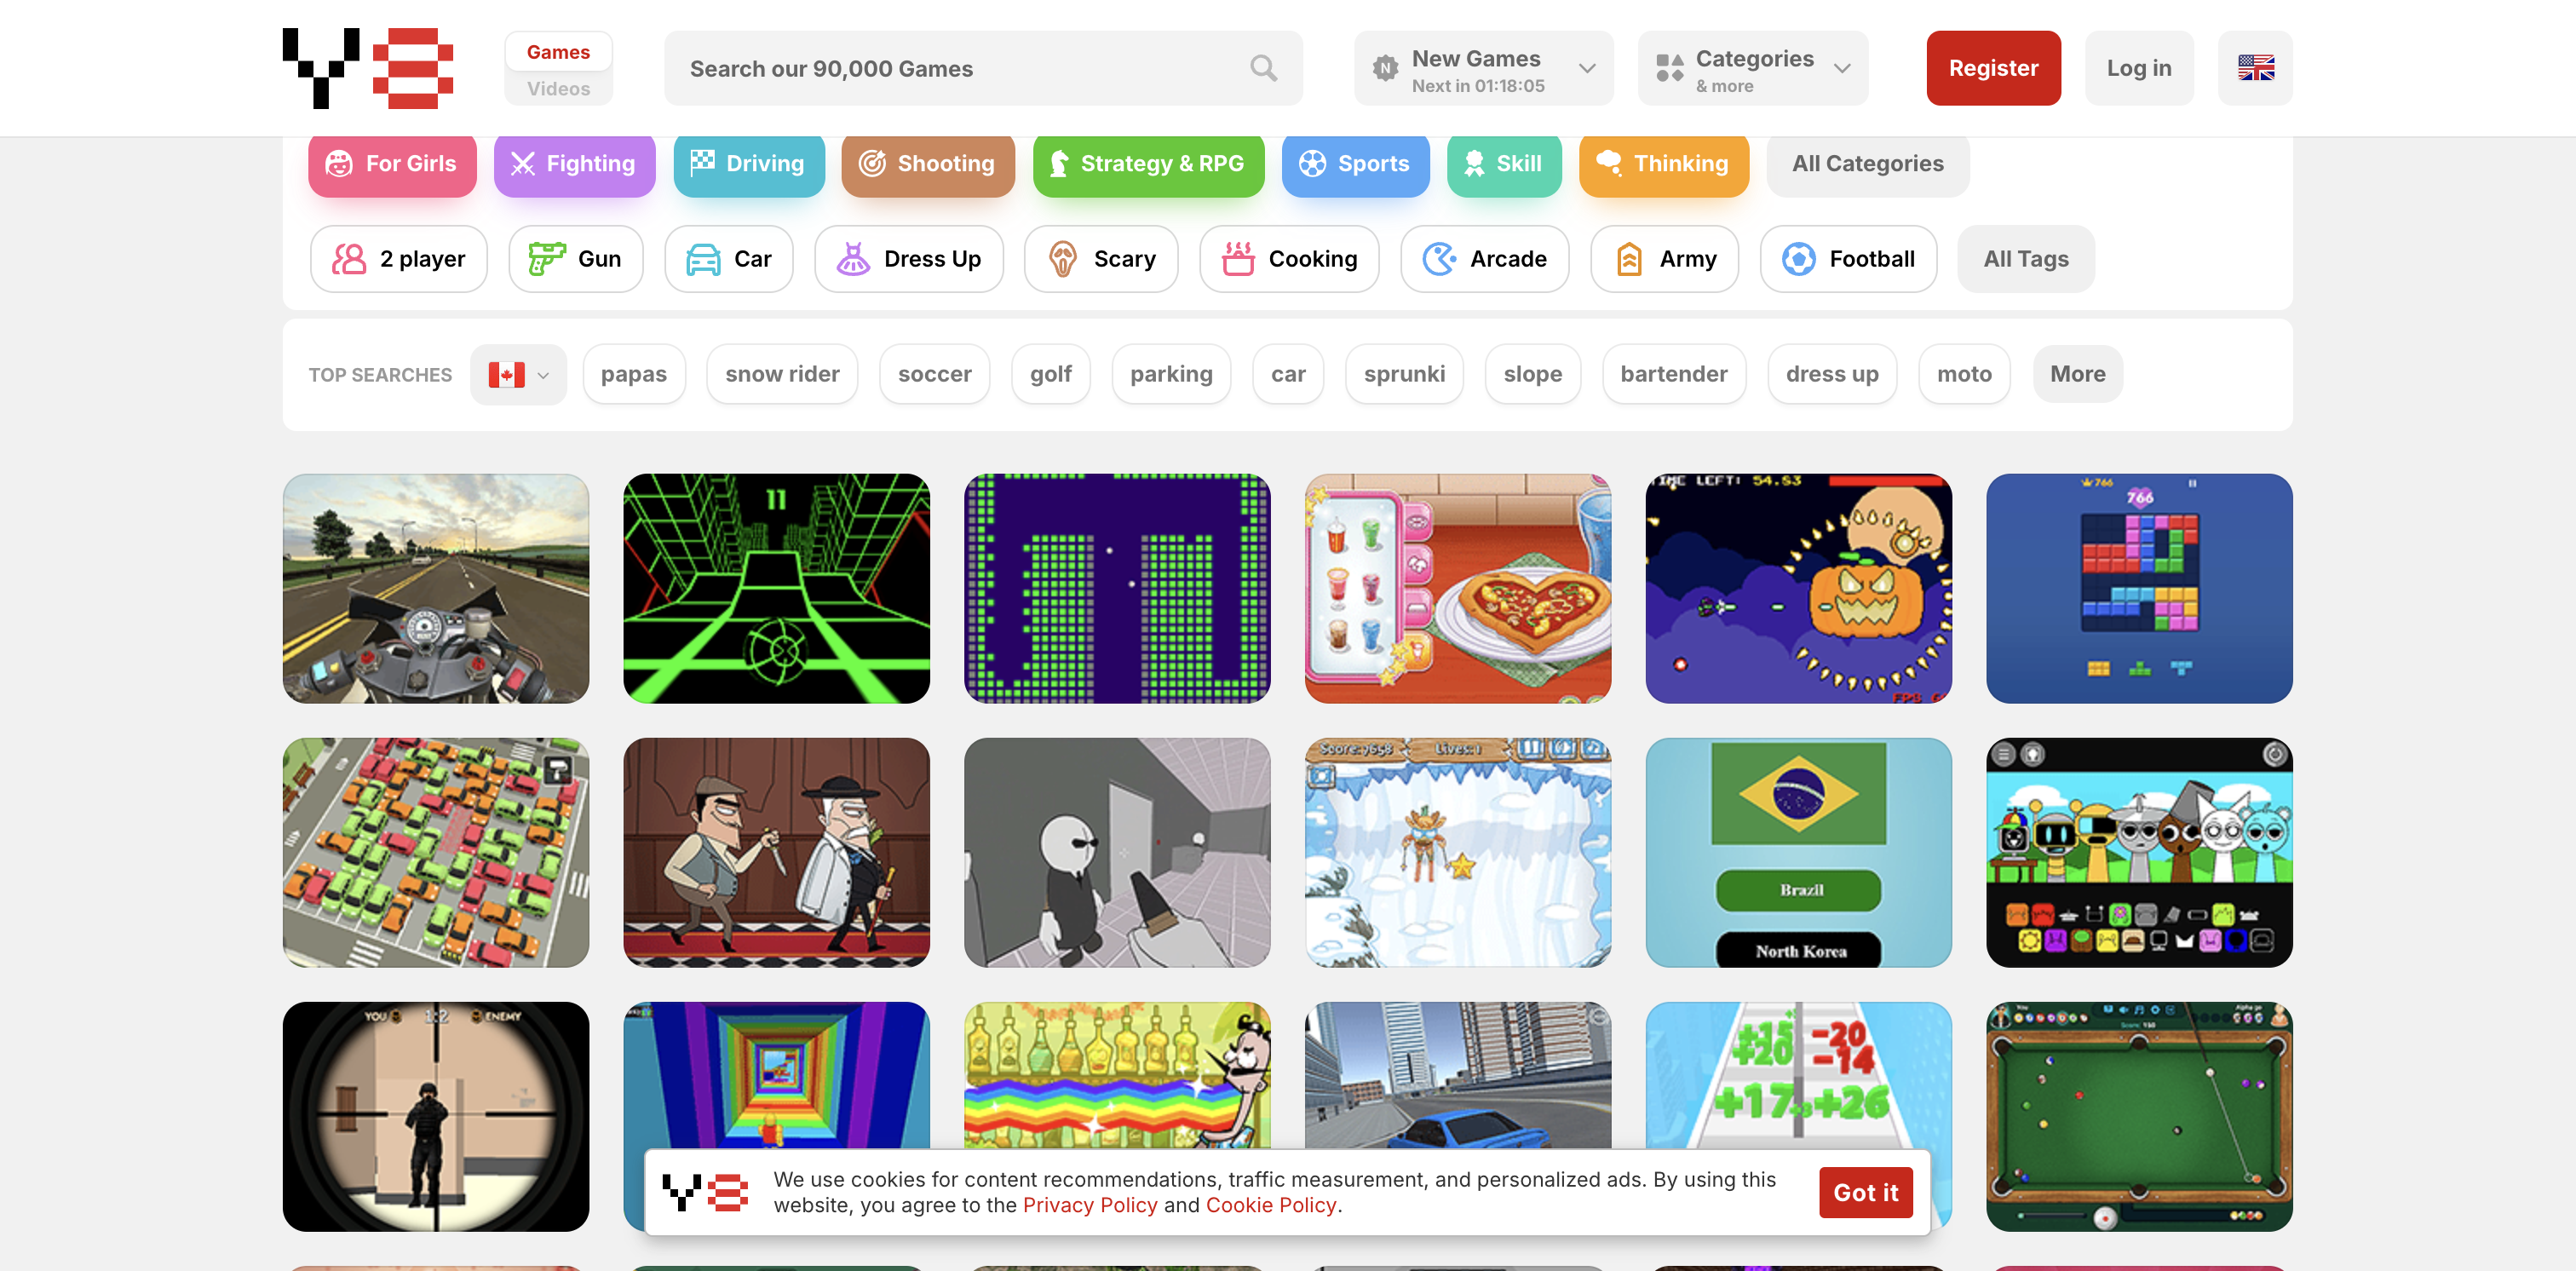 Y8
Games
Videos
Search our 90,000 Games
New Games
Next in 01:18:05
Categories
& more
Register
Log in
For Girls
Fighting
Driving
Shooting
Strategy & RPG
Sports
Skill
Thinking
All Categories
2 player
Gun
Car
Dress Up
Scary
Cooking
Arcade
Army
Football
All Tags
TOP SEARCHES
papas
snow rider
soccer
golf
parking
car
sprunki
slope
bartender
dress up
moto
More
11
TIME LEFT: 54.83
766
766
Score:7658
Lives:1
Brazil
North Korea
YOU 1:2 ENEMY
+15 -20
+20 -14
+17 +26
Y8
We use cookies for content recommendations, traffic measurement, and personalized ads. By using this
website, you agree to the Privacy Policy and Cookie Policy.
Got it